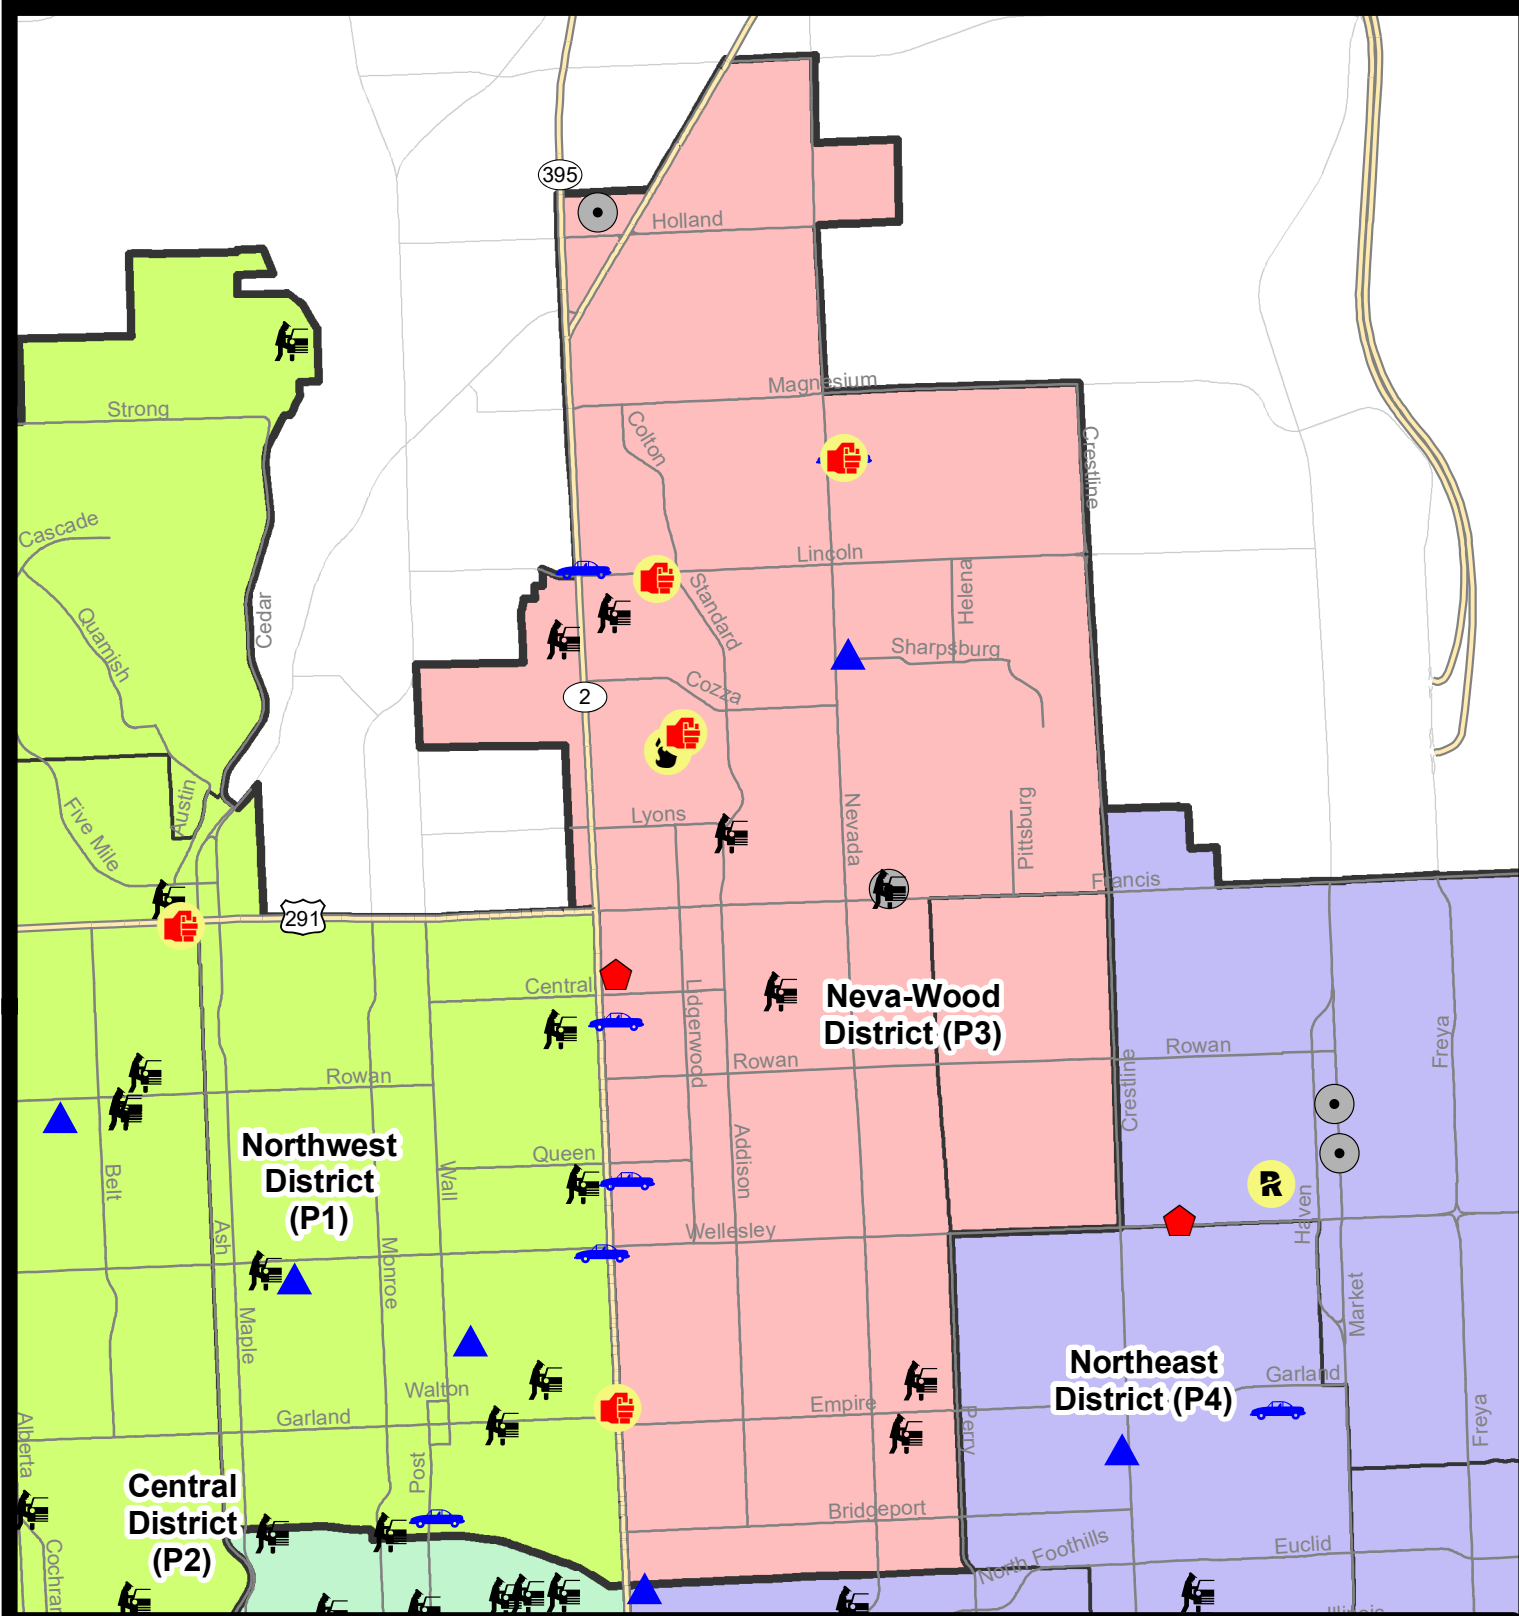 395
Holland
Magnesium
Strong
Colton
Crestline
Cascade
Lincoln
Helena
Standard
Quamish
Cedar
Sharpsburg
Cozza
2
Austin
Five Mile
Lyons
Nevada
Pittsburg
Francis
291
Central
Lidgerwood
Neva-Wood
District (P3)
Freya
Rowan
Rowan
Rowan
Crestline
Northwest
District
(P1)
Queen
Addison
Belt
Wall
Ash
Monroe
Wellesley
Haven
Market
Maple
Northeast
District (P4)
Garland
Walton
Garland
Empire
Perry
Freya
Alberta
Post
Central
District
(P2)
Bridgeport
North Foothills
Euclid